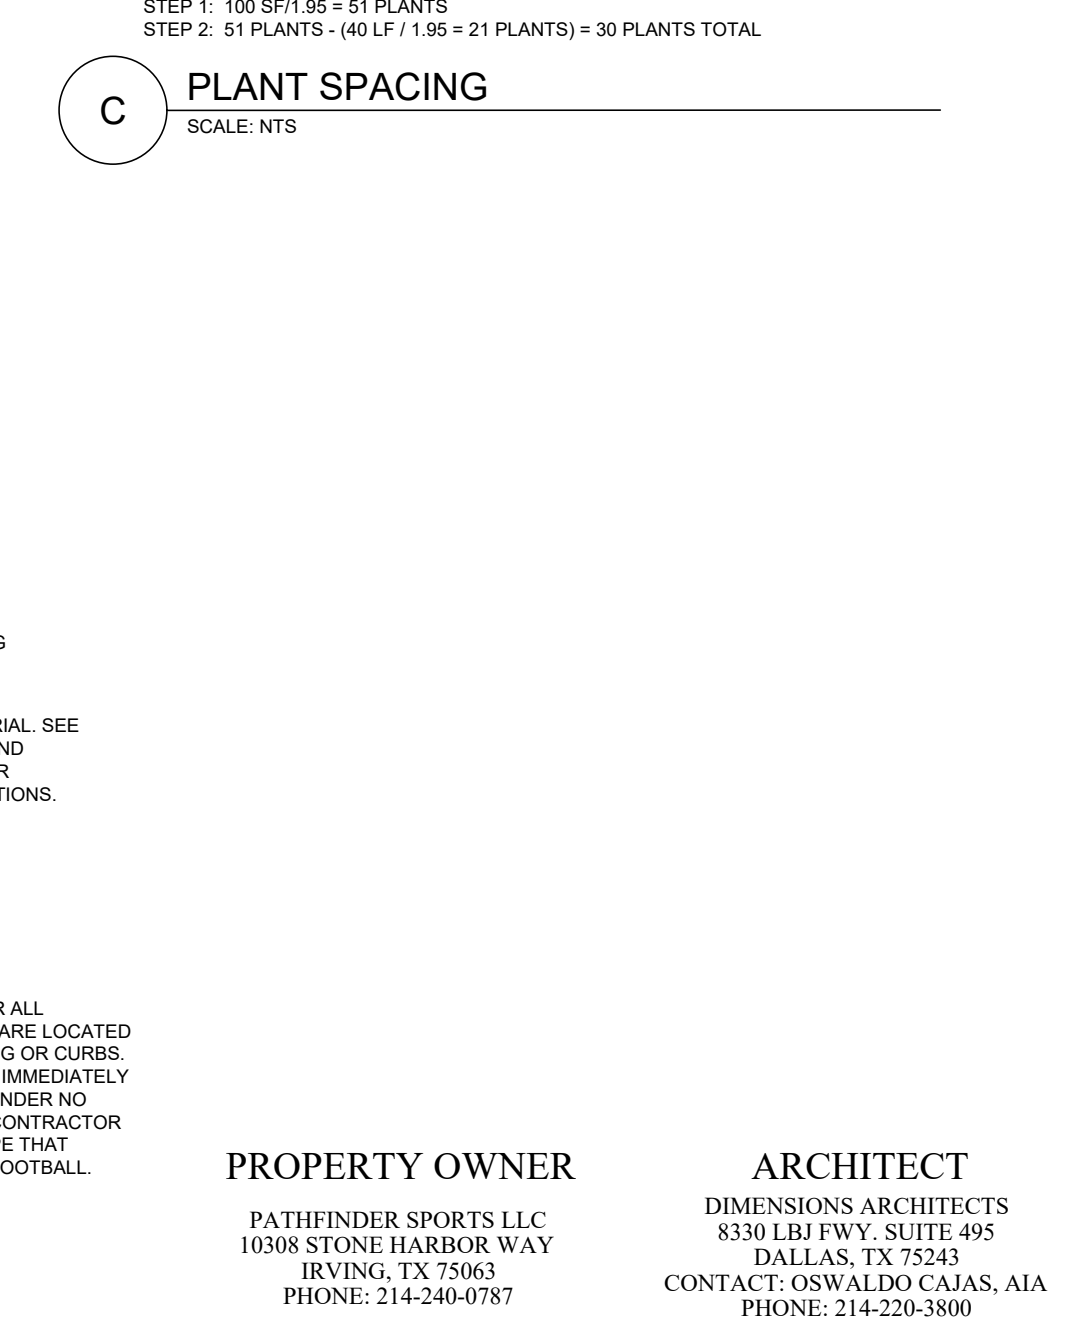 STEP 1: 100 SF/1.95 = 51 PLANTS
STEP 2: 51 PLANTS - (40 LF / 1.95 = 21 PLANTS) = 30 PLANTS TOTAL
C
PLANT SPACING
SCALE: NTS
G
RIAL. SEE
ND
R
TIONS.
R ALL
ARE LOCATED
G OR CURBS.
IMMEDIATELY
NDER NO
CONTRACTOR
PE THAT
OOTBALL.
PROPERTY OWNER
PATHFINDER SPORTS LLC
10308 STONE HARBOR WAY
IRVING, TX 75063
PHONE: 214-240-0787
ARCHITECT
DIMENSIONS ARCHITECTS
8330 LBJ FWY. SUITE 495
DALLAS, TX 75243
CONTACT: OSWALDO CAJAS, AIA
PHONE: 214-220-3800